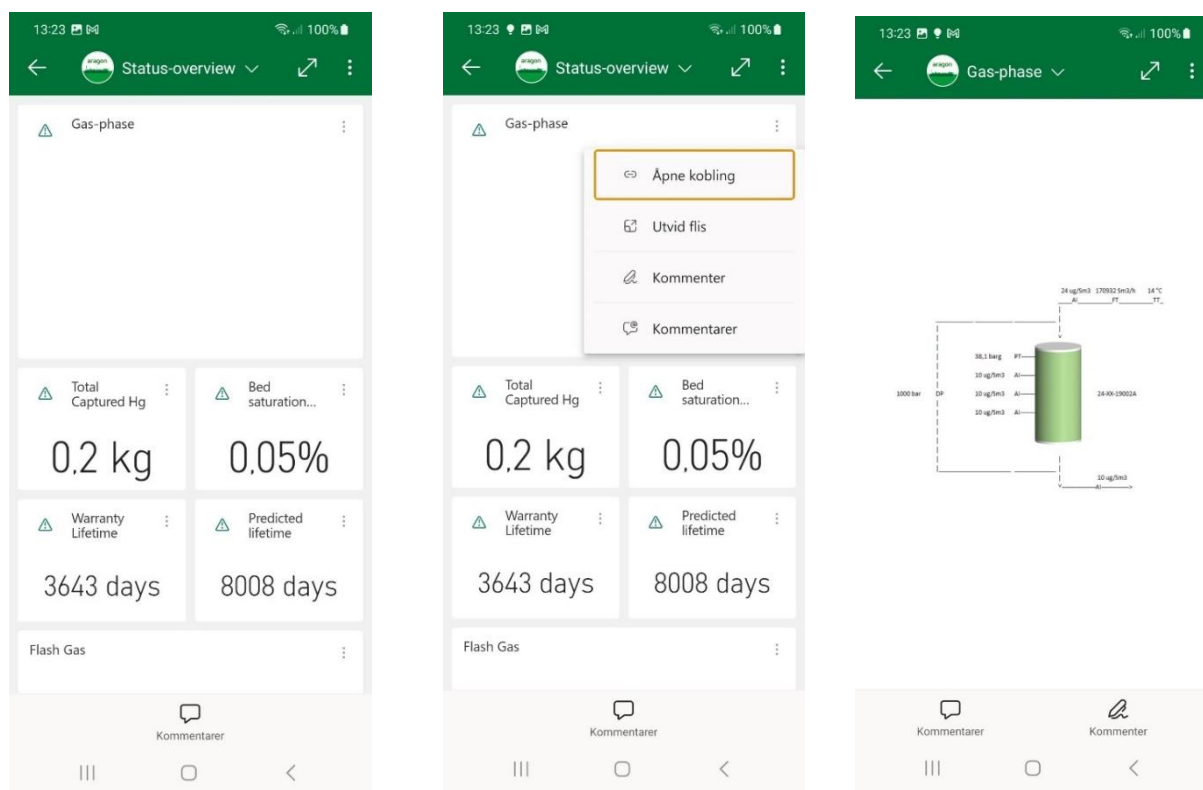 13:23 100%
aragon
Status-overview
Gas-phase
Total
Captured Hg
Bed
saturation...
0,2 kg
0,05%
Warranty
Lifetime
Predicted
lifetime
3643 days
8008 days
Flash Gas
Kommentarer
13:23 100%
aragon
Status-overview
Gas-phase
Åpne kobling
Utvid flis
Kommenter
Kommentarer
Total
Captured Hg
Bed
saturation...
0,2 kg
0,05%
Warranty
Lifetime
Predicted
lifetime
3643 days
8008 days
Flash Gas
Kommentarer
13:23 100%
aragon
Gas-phase
24 ug/Sm3 170932 Sm3/h 14 °C
AI FT TT
38,1 barg PT
10 ug/Sm3 AI
1000 bar DP 10 ug/Sm3 AI 24-XX-19002A
10 ug/Sm3 AI
10 ug/Sm3
AI
Kommentarer
Kommenter